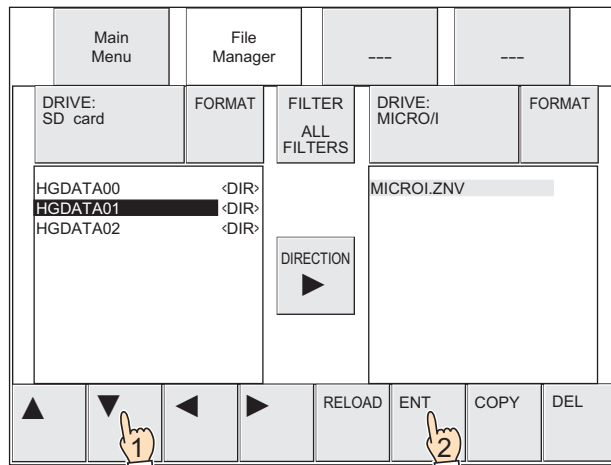 Main
Menu
File
Manager
---
---
DRIVE:
SD card
FORMAT
FILTER
ALL
FILTERS
DRIVE:
MICRO/I
FORMAT
HGDATA00 <DIR>
HGDATA01 <DIR>
HGDATA02 <DIR>
MICROI.ZNV
DIRECTION
▶
▲ ▼ ◀ ▶ RELOAD ENT COPY DEL
1 2